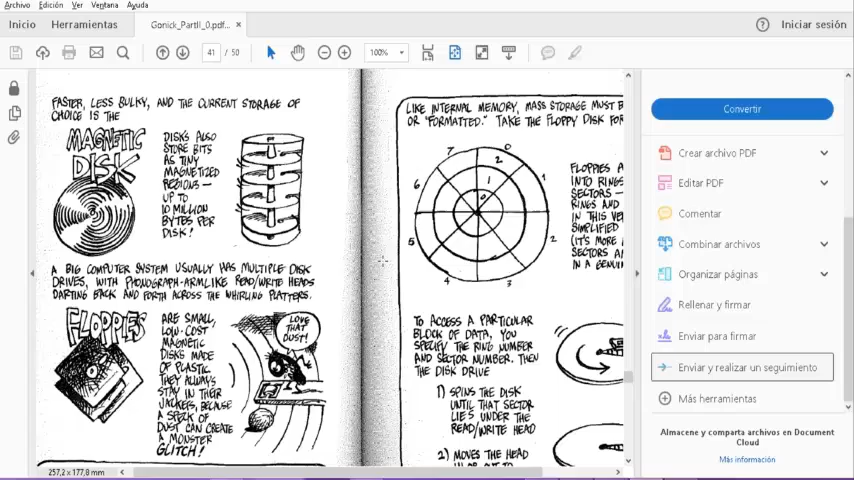 Archivo Edición Ver Ventana Ayuda
Inicio Herramientas Gonick_PartII_0.pdf... × Iniciar sesión
41 / 50 100%
FASTER, LESS BULKY, AND THE CURRENT STORAGE OF
CHOICE IS THE
MAGNETIC
DISK
DISKS ALSO
STORE BITS
AS TINY
MAGNETIZED
REGIONS —
UP TO
10 MILLION
BYTES PER
DISK!
A BIG COMPUTER SYSTEM USUALLY HAS MULTIPLE DISK
DRIVES, WITH PHONOGRAPH-ARMLIKE READ/WRITE HEADS
DARTING BACK AND FORTH ACROSS THE WHIRLING PLATTERS.
FLOPPIES
ARE SMALL,
LOW-COST
MAGNETIC
DISKS MADE
OF PLASTIC.
THEY ALWAYS
STAY IN THEIR
JACKETS, BECAUSE
A SPECK OF
DUST CAN CREATE
A MONSTER
GLITCH!
LOVE
THAT
DUST!
LIKE INTERNAL MEMORY, MASS STORAGE MUST B
OR "FORMATTED." TAKE THE FLOPPY DISK FOR
7 0
2
6 1 1
0
5 2
4 3
FLOPPIES A
INTO RINGS
SECTORS —
RINGS AND
IN THIS VE
SIMPLIFIED
(IT'S MORE
SECTORS A
IN A GENUI
TO ACCESS A PARTICULAR
BLOCK OF DATA, YOU
SPECIFY THE RING NUMBER
AND SECTOR NUMBER. THEN
THE DISK DRIVE
1) SPINS THE DISK
UNTIL THAT SECTOR
LIES UNDER THE
READ/WRITE HEAD
2) MOVES THE HEAD
IN OR OUT TO
257,2 x 177,8 mm
Convertir
Crear archivo PDF
Editar PDF
Comentar
Combinar archivos
Organizar páginas
Rellenar y firmar
Enviar para firmar
Enviar y realizar un seguimiento
Más herramientas
Almacene y comparta archivos en Document
Cloud
Más información